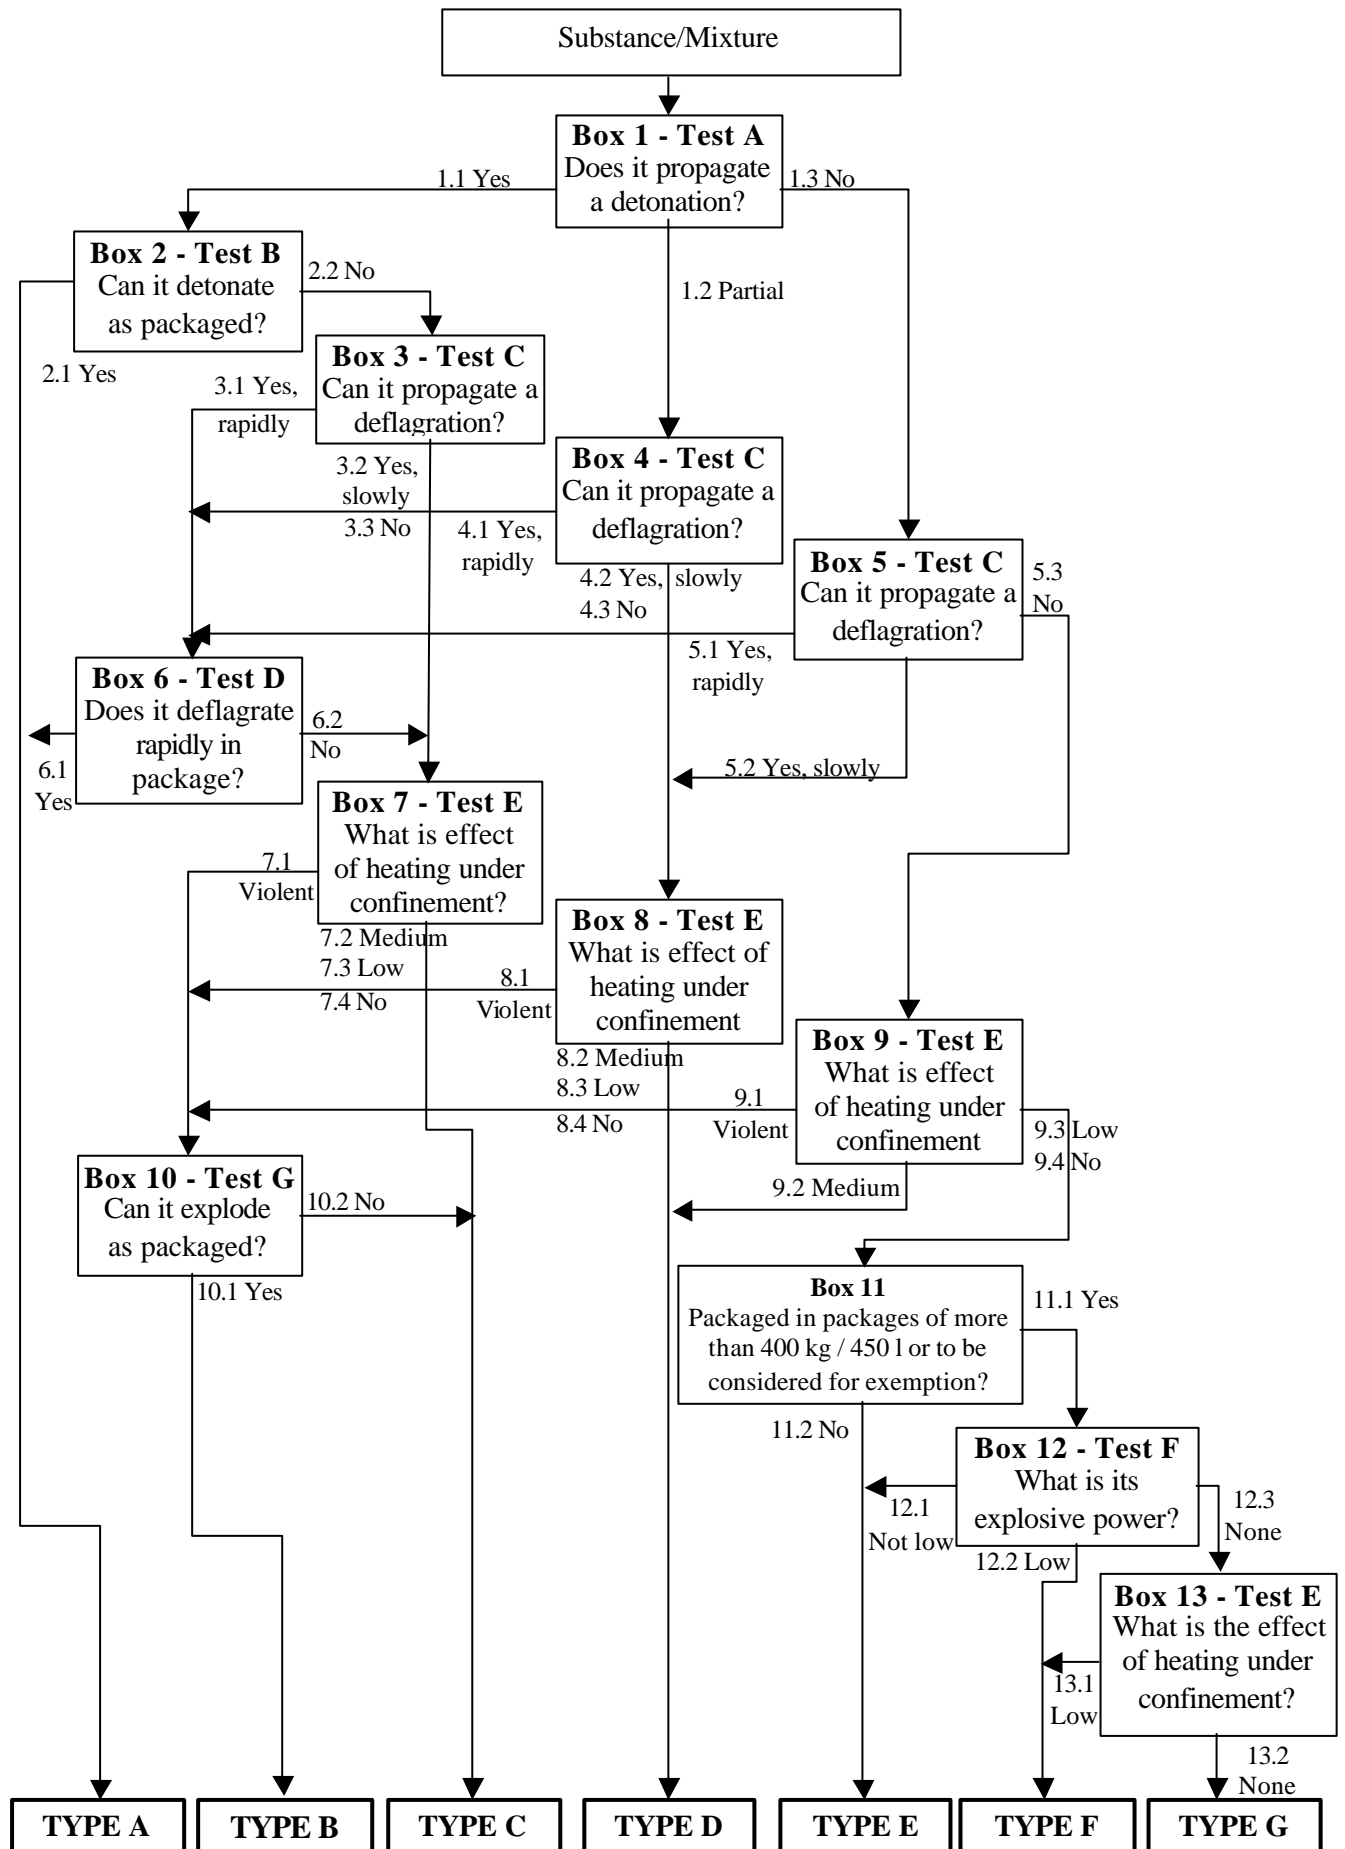 Substance/Mixture
Box 1 - Test A
Does it propagate
a detonation?
1.1 Yes
1.3 No
Box 2 - Test B
Can it detonate
as packaged?
2.2 No
1.2 Partial
2.1 Yes
Box 3 - Test C
Can it propagate a
deflagration?
3.1 Yes,
rapidly
Box 4 - Test C
Can it propagate a
deflagration?
3.2 Yes,
slowly
3.3 No
4.1 Yes,
rapidly
Box 5 - Test C
Can it propagate a
deflagration?
5.3
No
4.2 Yes, slowly
4.3 No
5.1 Yes,
rapidly
Box 6 - Test D
Does it deflagrate
rapidly in
package?
6.2
No
6.1
Yes
5.2 Yes, slowly
Box 7 - Test E
What is effect
of heating under
confinement?
7.1
Violent
Box 8 - Test E
What is effect of
heating under
confinement
7.2 Medium
7.3 Low
7.4 No
8.1
Violent
Box 9 - Test E
What is effect
of heating under
confinement
8.2 Medium
8.3 Low
8.4 No
9.1
Violent
9.3 Low
9.4 No
9.2 Medium
Box 10 - Test G
Can it explode
as packaged?
10.2 No
10.1 Yes
Box 11
Packaged in packages of more
than 400 kg / 450 l or to be
considered for exemption?
11.1 Yes
11.2 No
Box 12 - Test F
What is its
explosive power?
12.1
Not low
12.3
None
12.2 Low
Box 13 - Test E
What is the effect
of heating under
confinement?
13.1
Low
13.2
None
TYPE A
TYPE B
TYPE C
TYPE D
TYPE E
TYPE F
TYPE G